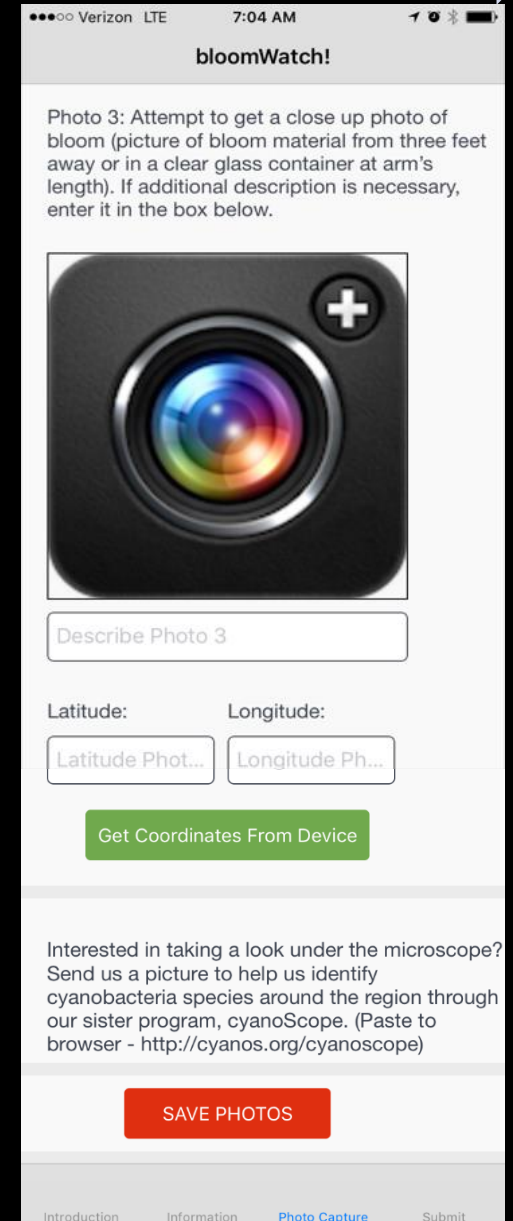 Verizon LTE 7:04 AM
bloomWatch!
Photo 3: Attempt to get a close up photo of
bloom (picture of bloom material from three feet
away or in a clear glass container at arm's
length). If additional description is necessary,
enter it in the box below.
Describe Photo 3
Latitude: Longitude:
Latitude Phot... Longitude Ph...
Get Coordinates From Device
Interested in taking a look under the microscope?
Send us a picture to help us identify
cyanobacteria species around the region through
our sister program, cyanoScope. (Paste to
browser - http://cyanos.org/cyanoscope)
SAVE PHOTOS
Introduction Information Photo Capture Submit